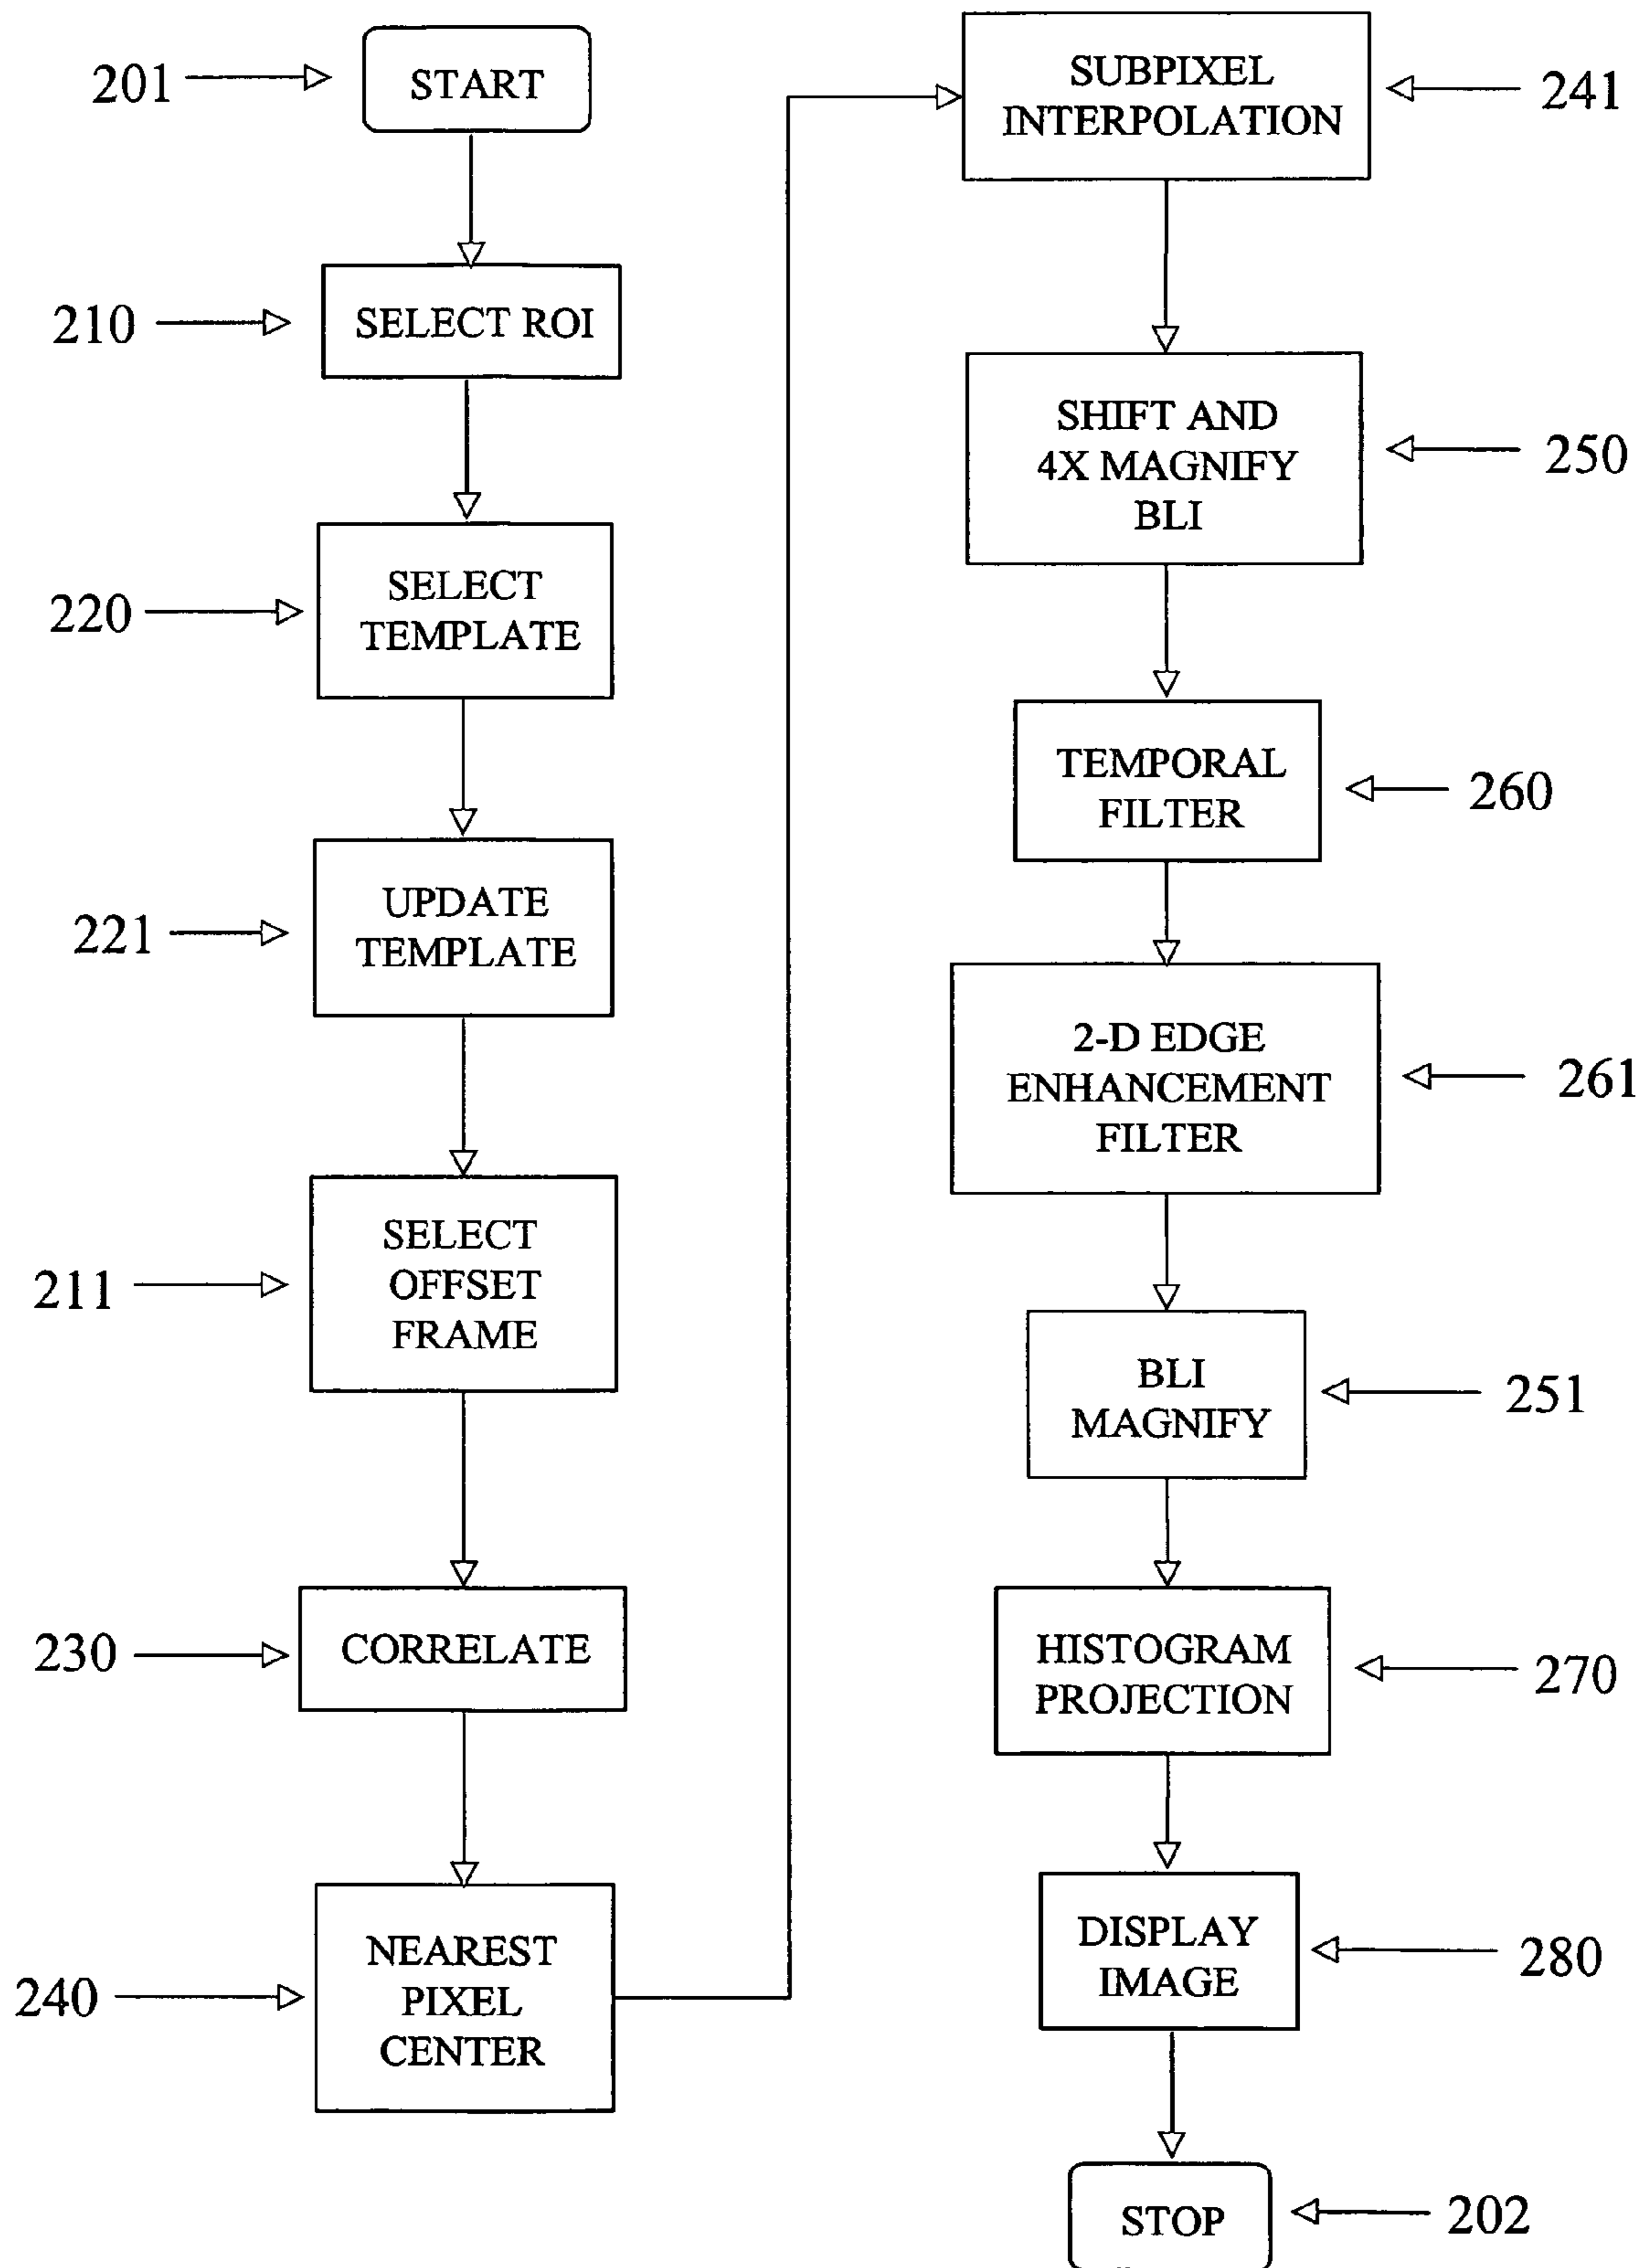 201
START
210
SELECT ROI
220
SELECT
TEMPLATE
221
UPDATE
TEMPLATE
211
SELECT
OFFSET
FRAME
230
CORRELATE
240
NEAREST
PIXEL
CENTER
SUBPIXEL
INTERPOLATION
241
SHIFT AND
4X MAGNIFY
BLI
250
TEMPORAL
FILTER
260
2-D EDGE
ENHANCEMENT
FILTER
261
BLI
MAGNIFY
251
HISTOGRAM
PROJECTION
270
DISPLAY
IMAGE
280
STOP
202